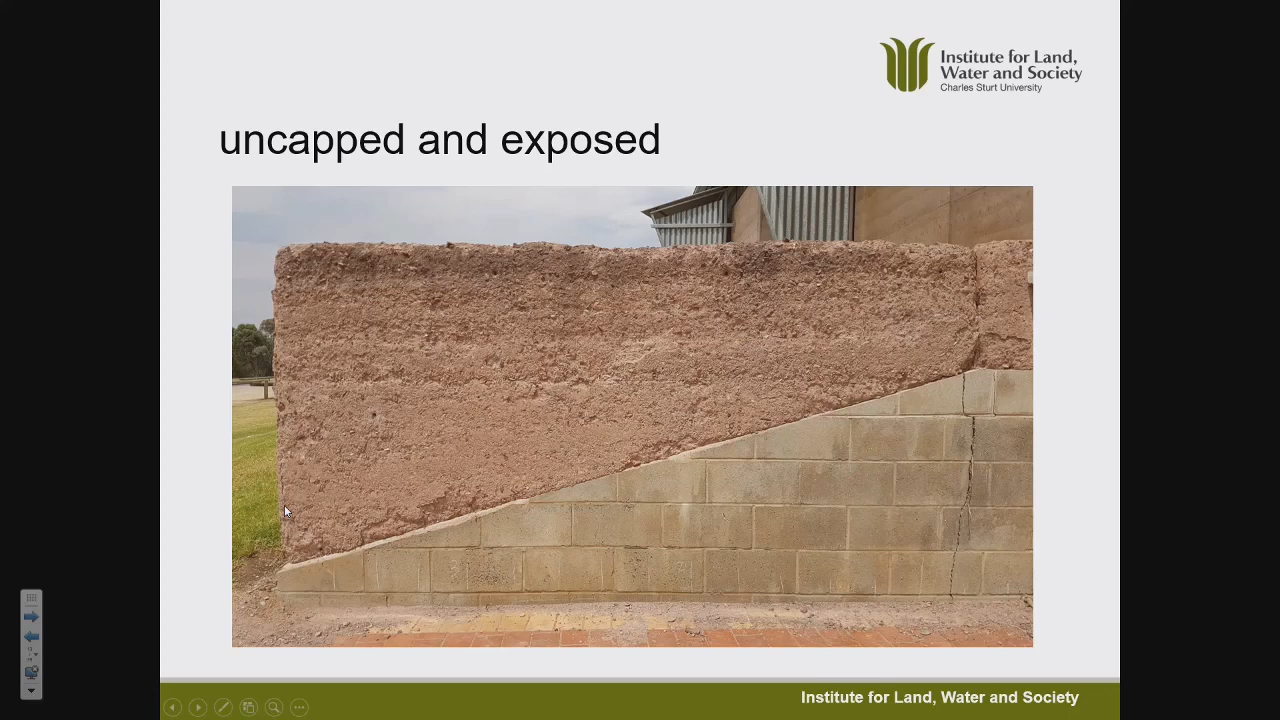 Institute for Land,
Water and Society
Charles Sturt University
uncapped and exposed
Institute for Land, Water and Society